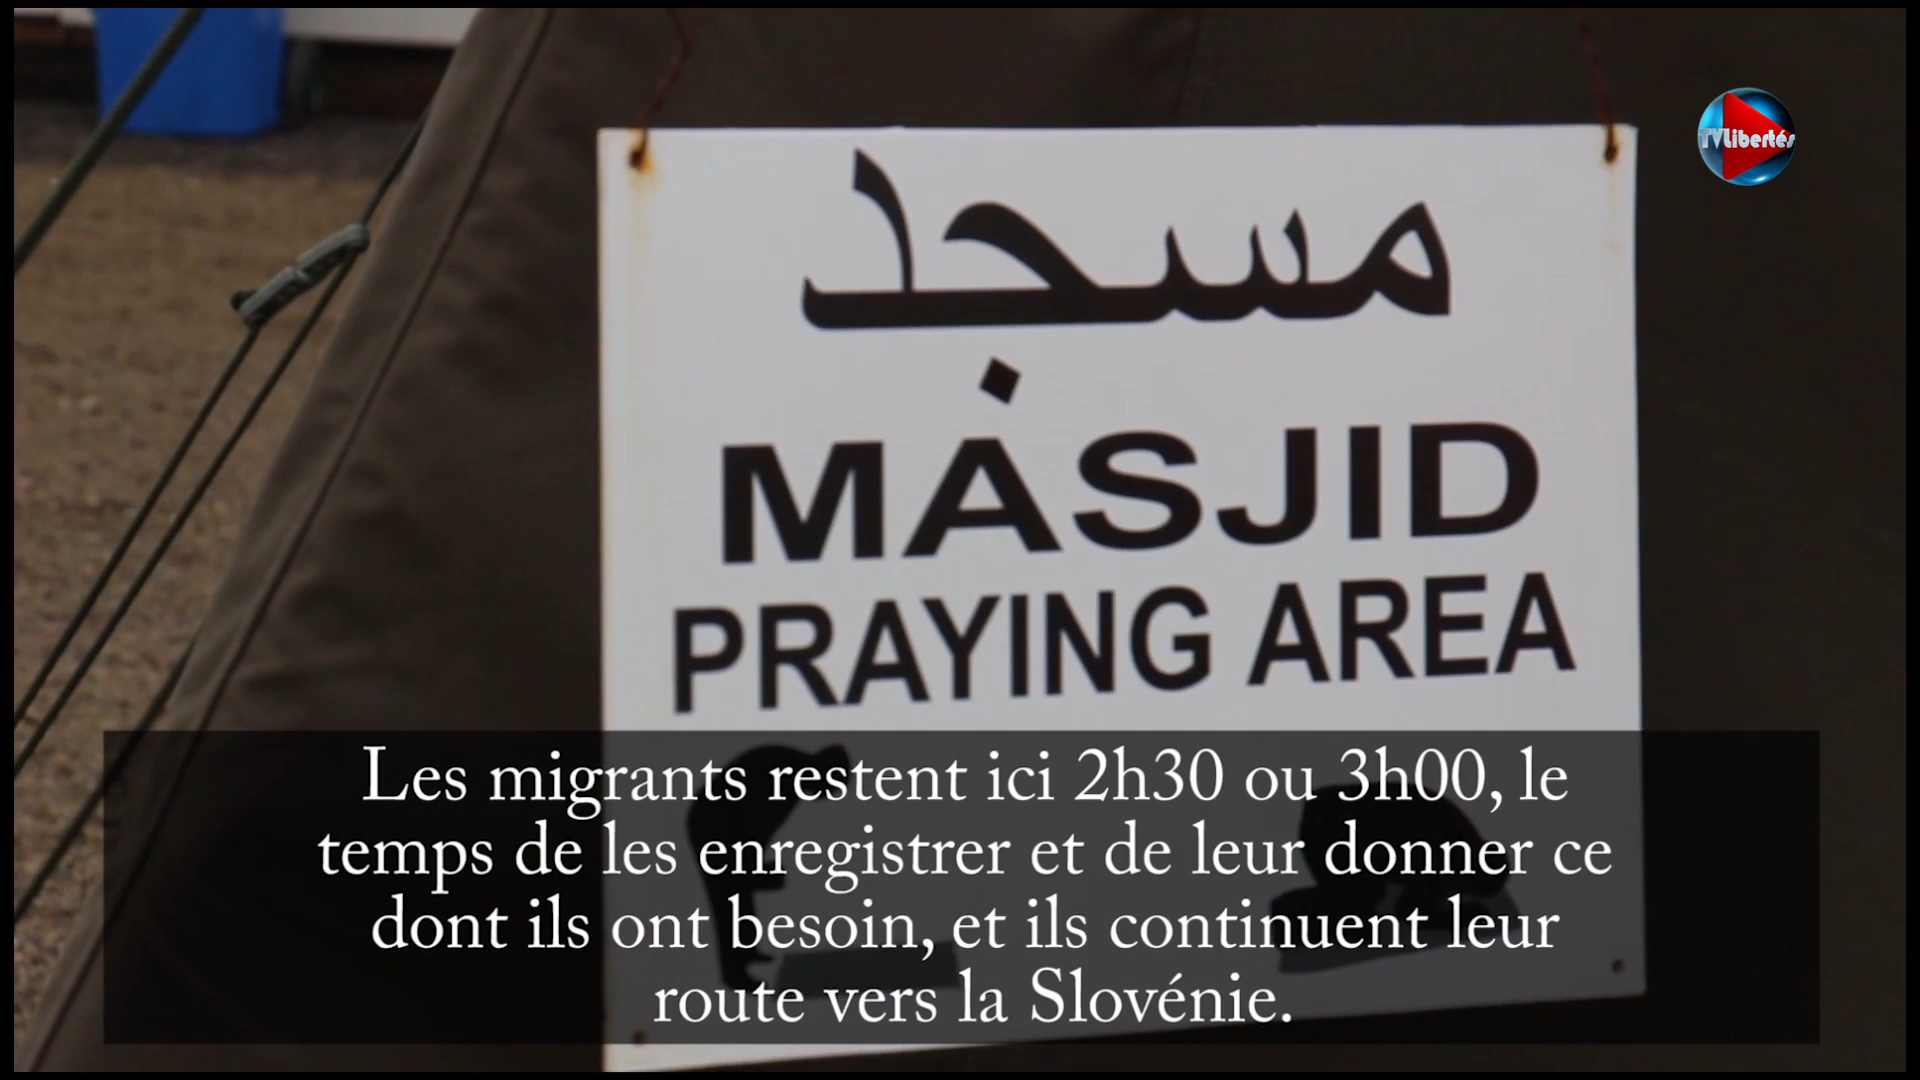 TVLibertés
مسجد
MASJID
PRAYING AREA
Les migrants restent ici 2h30 ou 3h00, le
temps de les enregistrer et de leur donner ce
dont ils ont besoin, et ils continuent leur
route vers la Slovénie.